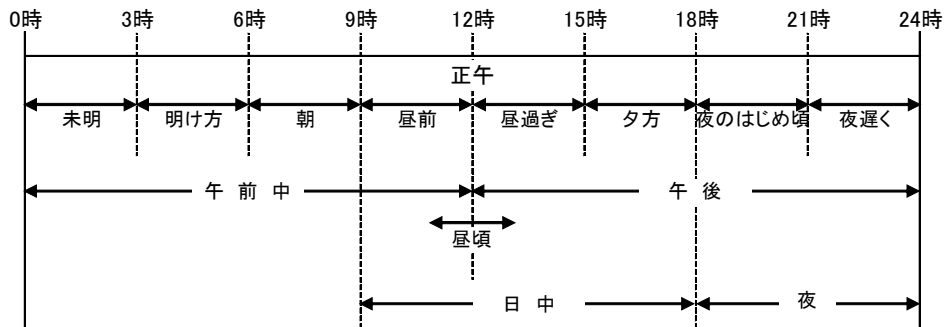 0時 3時 6時 9時 12時 15時 18時 21時 24時
正午
未明 明け方 朝 昼前 昼過ぎ 夕方 夜のはじめ頃 夜遅く
午前中 午後
昼頃
日中 夜